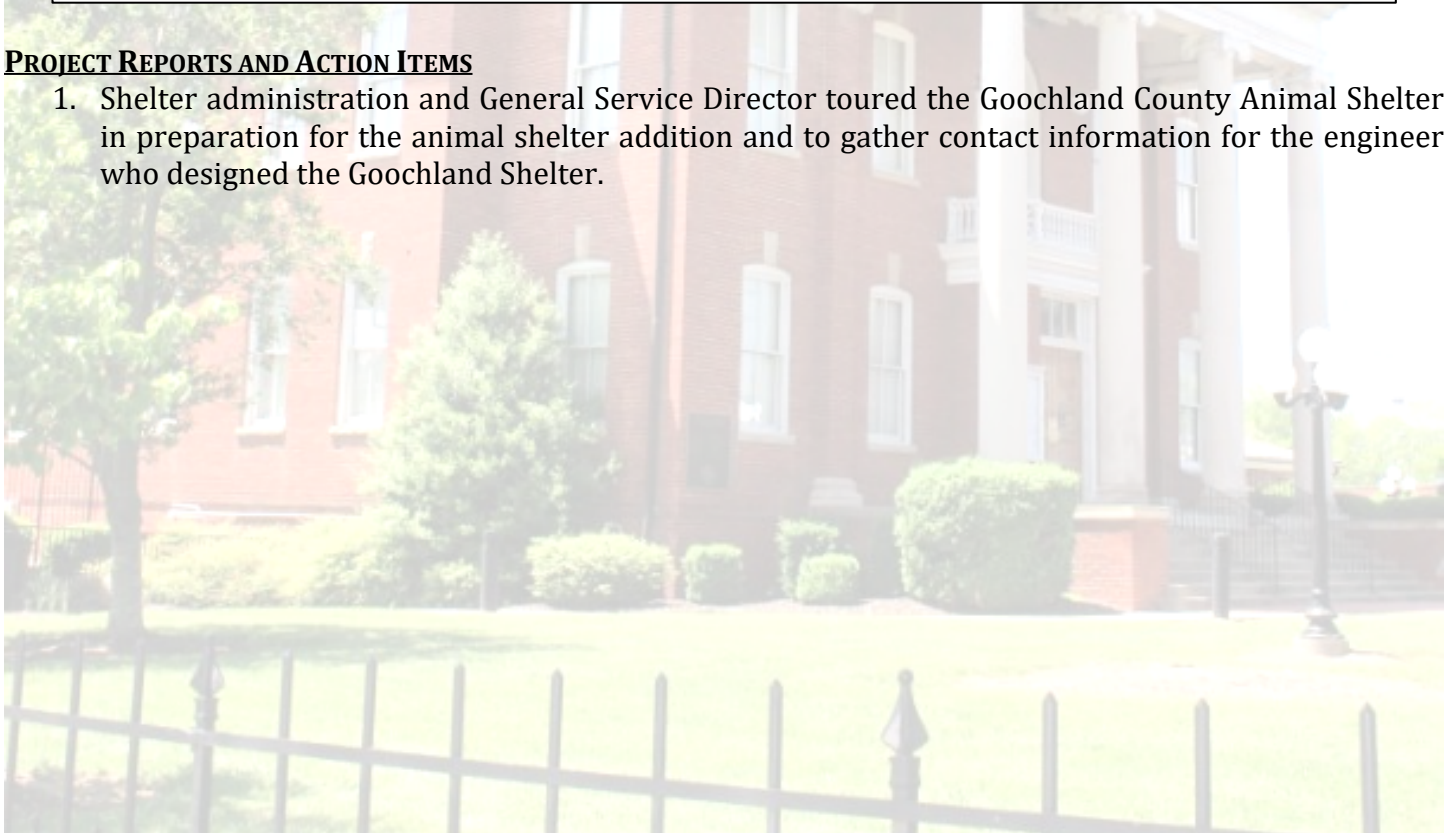 PROJECT REPORTS AND ACTION ITEMS
1. Shelter administration and General Service Director toured the Goochland County Animal Shelter
in preparation for the animal shelter addition and to gather contact information for the engineer
who designed the Goochland Shelter.